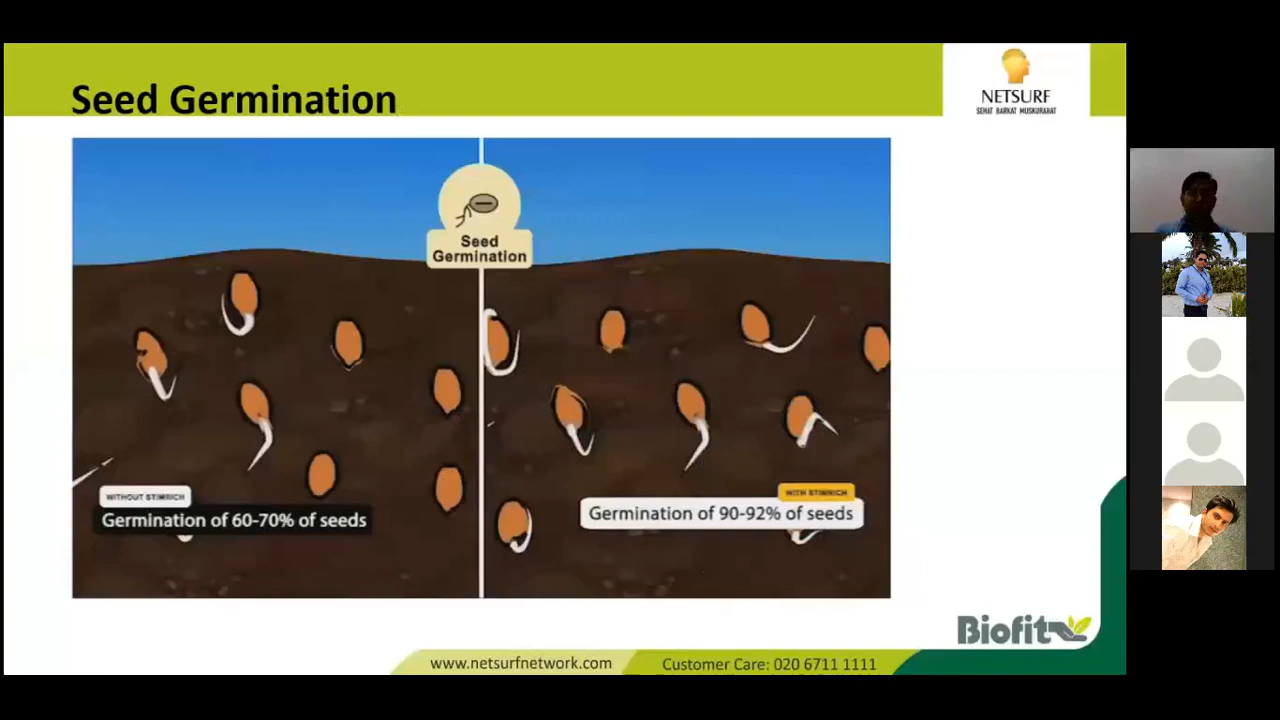 Seed Germination
NETSURF
SEHAT BARKAT MUSKURAHAT
Seed
Germination
WITHOUT STIMRICH
Germination of 60-70% of seeds
WITH STIMRICH
Germination of 90-92% of seeds
Biofit
www.netsurfnetwork.com
Customer Care: 020 6711 1111